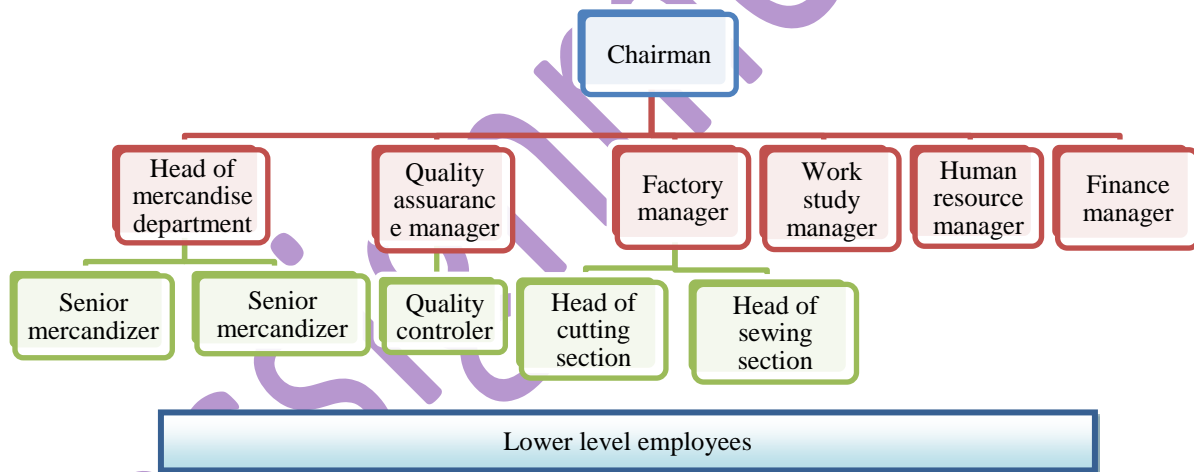 Chairman
Head of
mercandise
department
Quality
assuaranc
e manager
Factory
manager
Work
study
manager
Human
resource
manager
Finance
manager
Senior
mercandizer
Senior
mercandizer
Quality
controler
Head of
cutting
section
Head of
sewing
section
Lower level employees